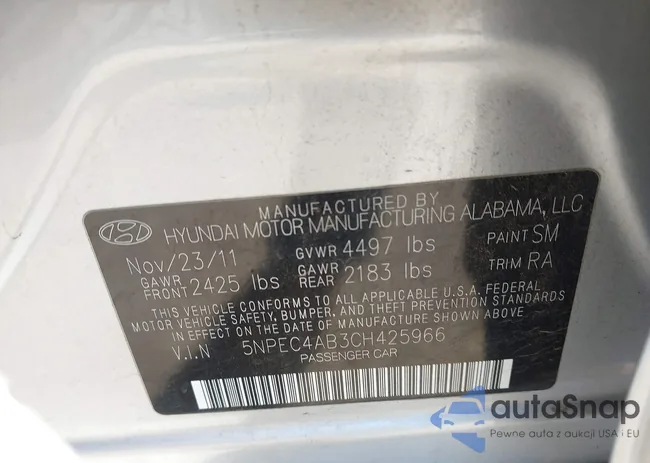 MANUFACTURED BY
HYUNDAI MOTOR MANUFACTURING ALABAMA, LLC
Nov/23/11 GVWR 4497 lbs PAINT SM
GAWR FRONT 2425 lbs GAWR REAR 2183 lbs TRIM RA
THIS VEHICLE CONFORMS TO ALL APPLICABLE U.S.A. FEDERAL
MOTOR VEHICLE SAFETY, BUMPER, AND THEFT PREVENTION STANDARDS
IN EFFECT ON THE DATE OF MANUFACTURE SHOWN ABOVE
V.I.N 5NPEC4AB3CH425966
PASSENGER CAR
autaSnap
Pewne auta z aukcji USA i EU